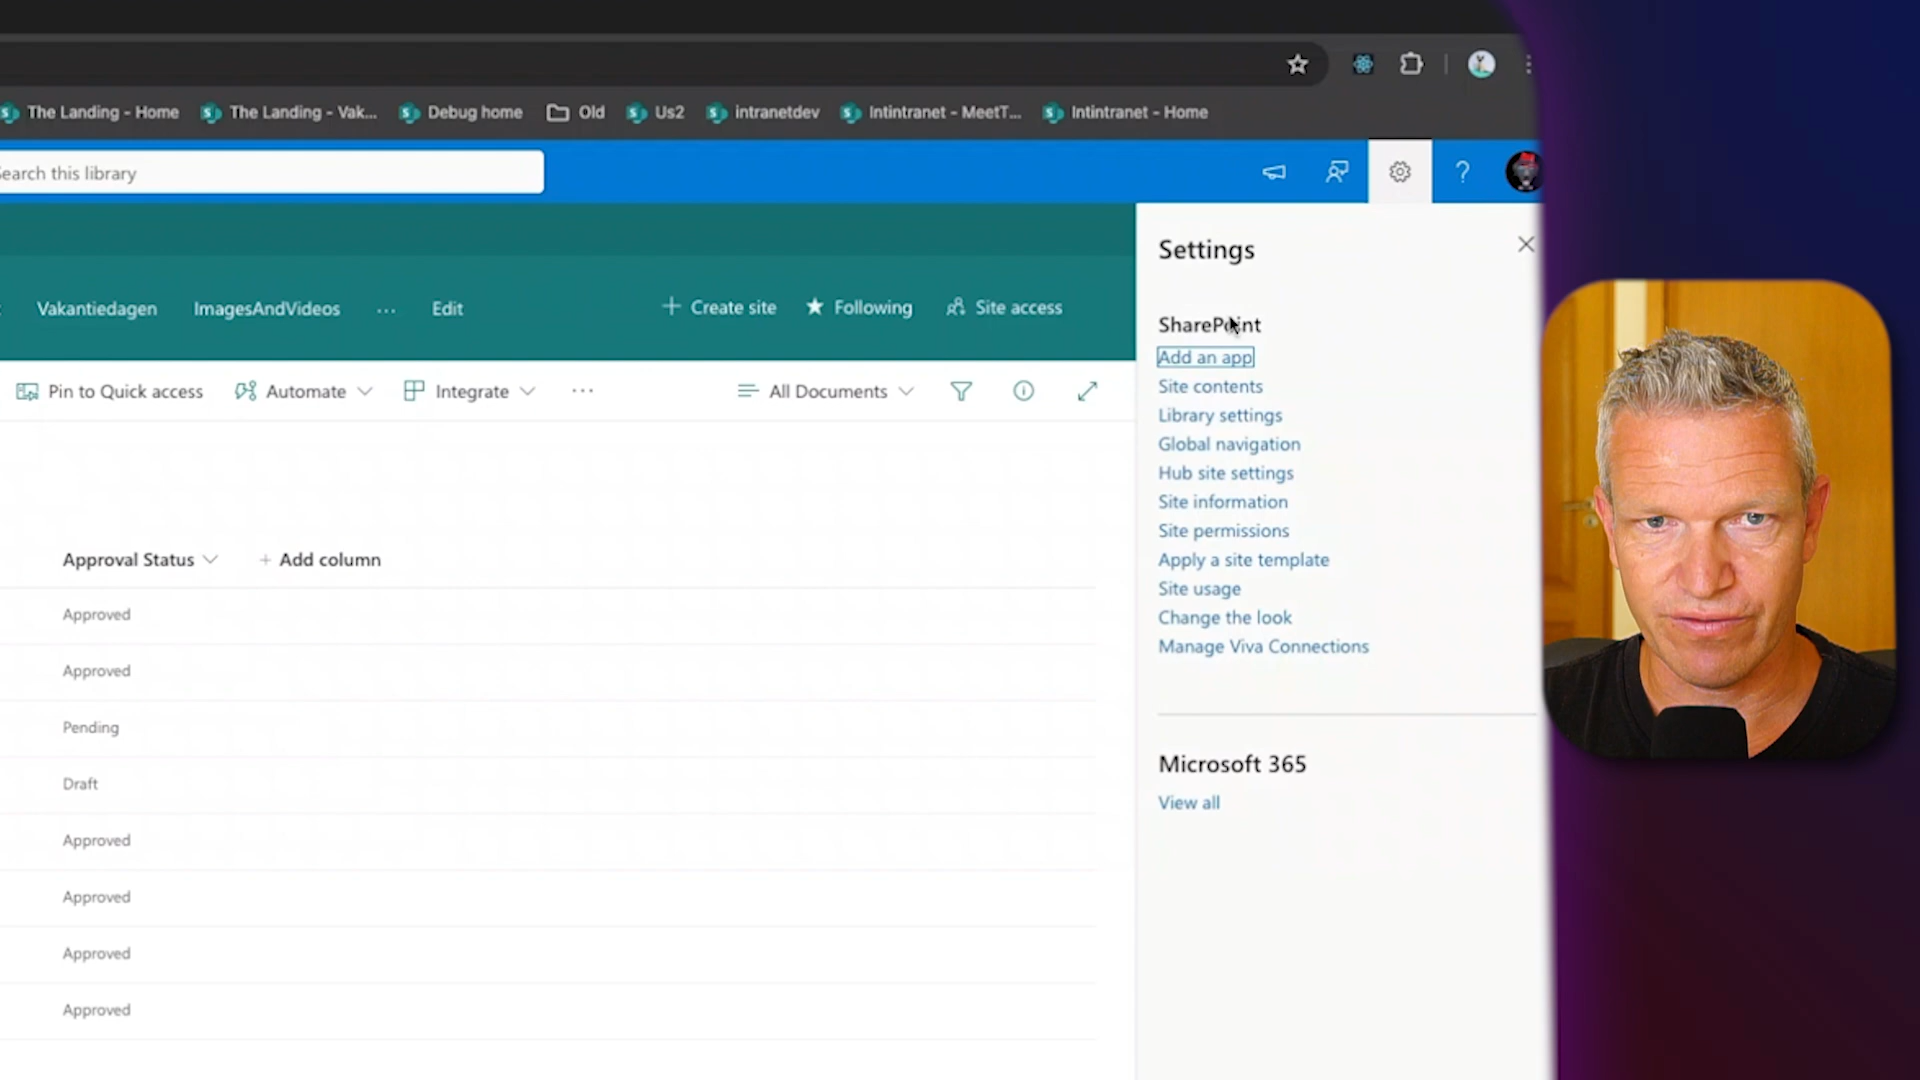 The Landing - Home
The Landing - Vak...
Debug home
Old
Us2
intranetdev
Intintranet - MeetT...
Intintranet - Home
Search this library
Vakantiedagen
ImagesAndVideos
...
Edit
+ Create site
Following
Site access
Pin to Quick access
Automate
Integrate
...
All Documents
Approval Status
+ Add column
Approved
Approved
Pending
Draft
Approved
Approved
Approved
Approved
Settings
SharePoint
Add an app
Site contents
Library settings
Global navigation
Hub site settings
Site information
Site permissions
Apply a site template
Site usage
Change the look
Manage Viva Connections
Microsoft 365
View all